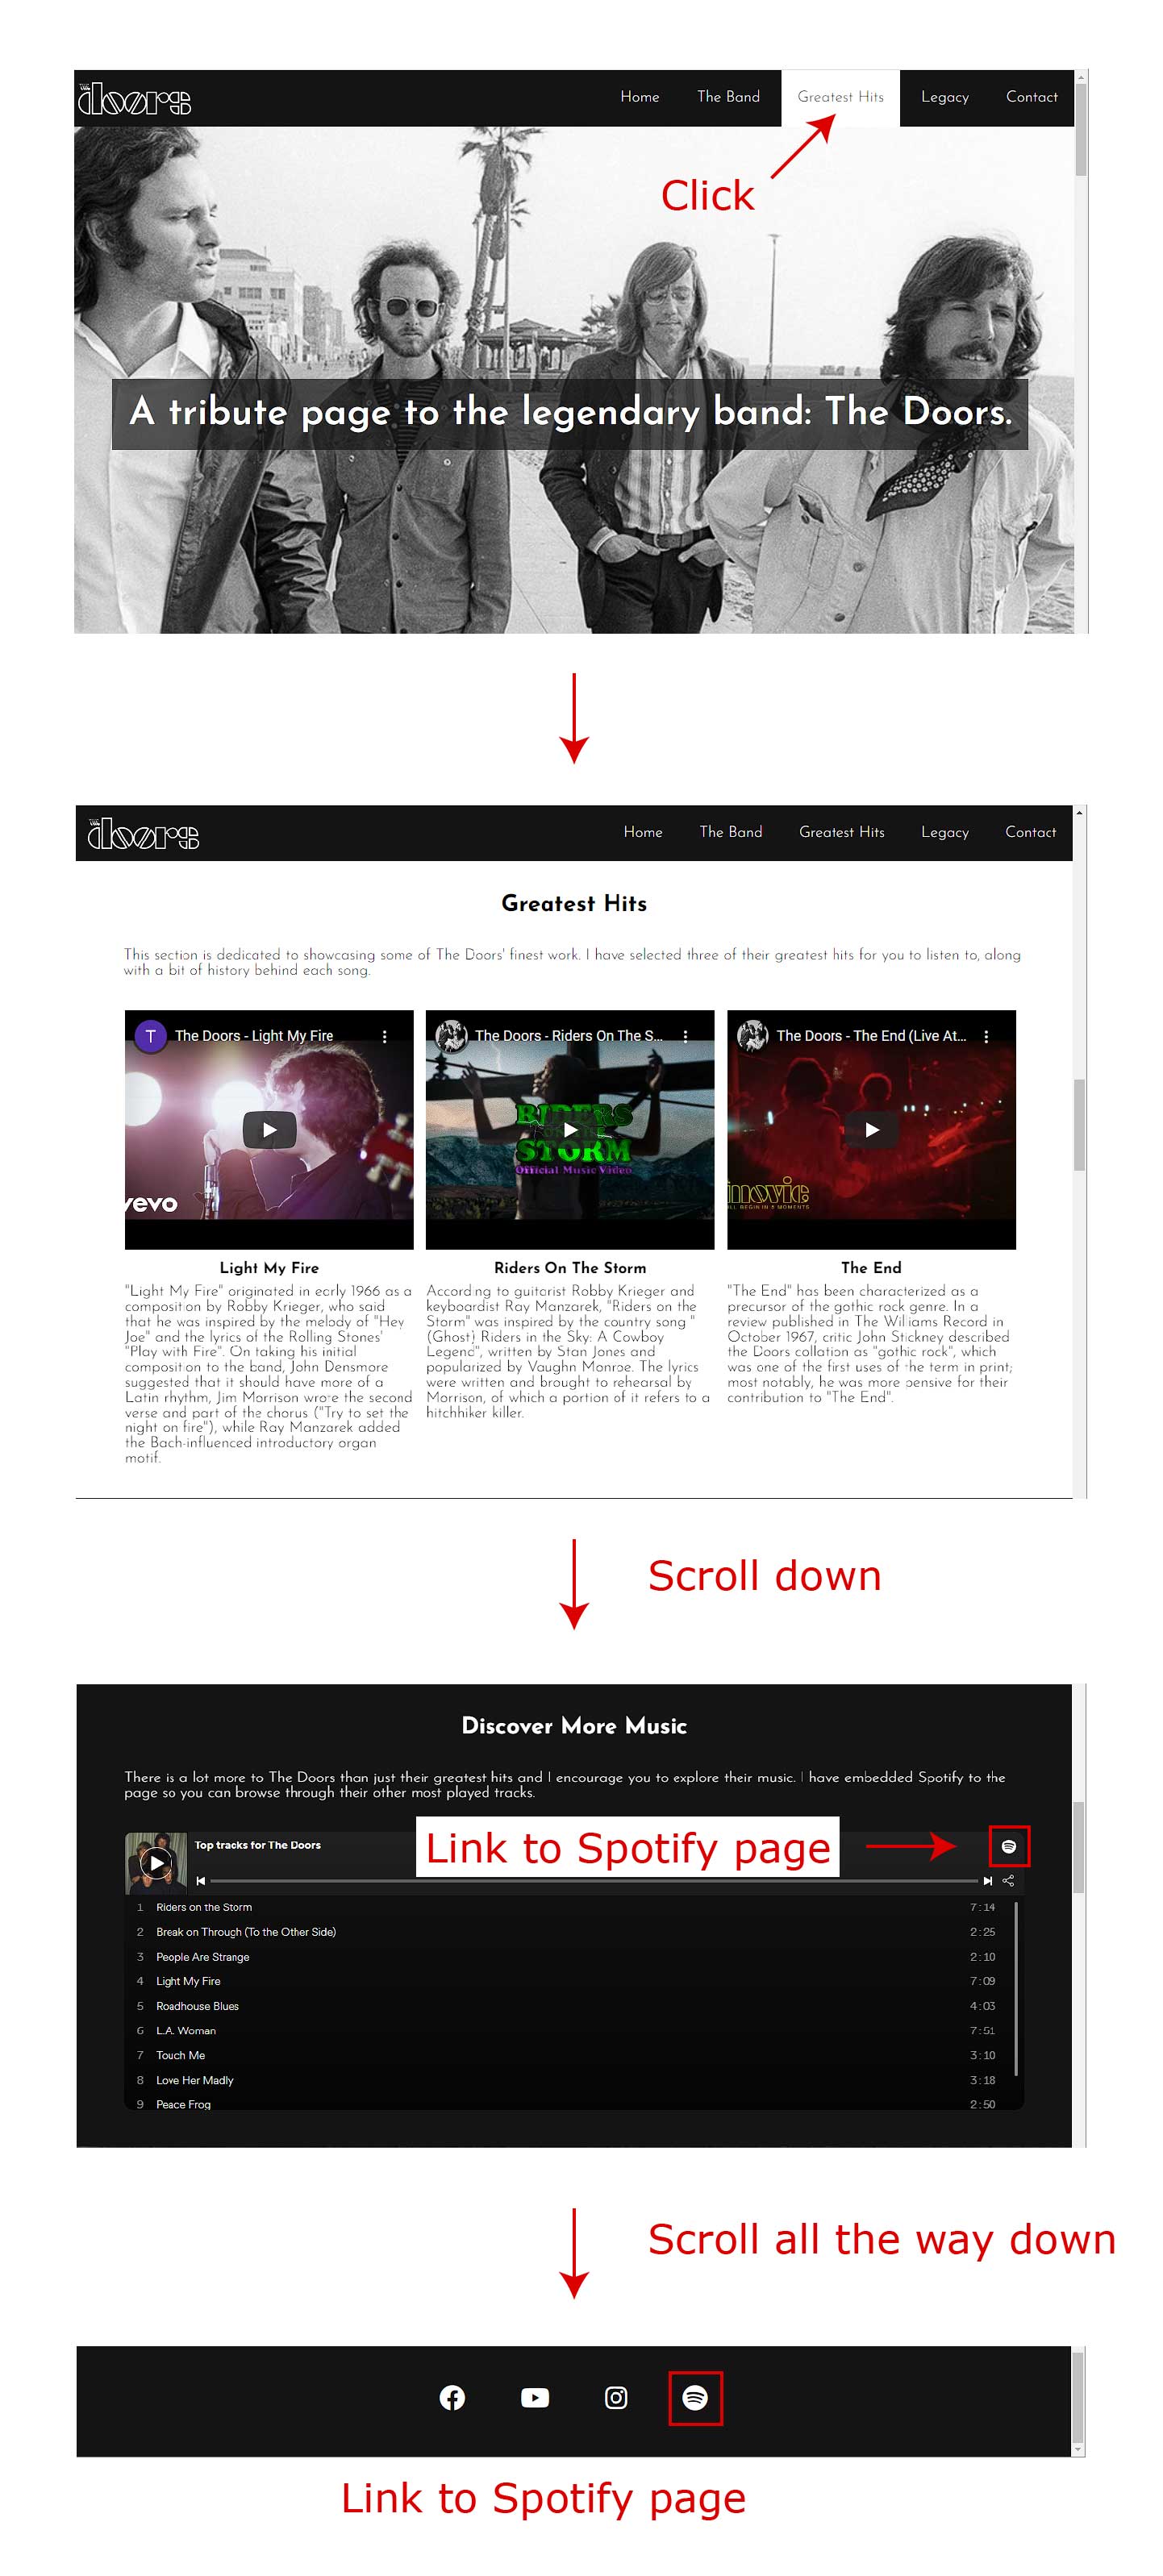 THE doors
Home The Band Greatest Hits Legacy Contact
Click
A tribute page to the legendary band: The Doors.
THE doors
Home The Band Greatest Hits Legacy Contact
Greatest Hits
This section is dedicated to showcasing some of The Doors' finest work. I have selected three of their greatest hits for you to listen to, along
with a bit of history behind each song.
T The Doors - Light My Fire
vevo
The Doors - Riders On The S...
RIDERS
STORM
Official Music Video
The Doors - The End (Live At...
movie
ILL BEGIN IN 5 MOMENTS
Light My Fire
"Light My Fire" originated in early 1966 as a
composition by Robby Krieger, who said
that he was inspired by the melody of "Hey
Joe" and the lyrics of the Rolling Stones'
"Play with Fire". On taking his initial
composition to the band, John Densmore
suggested that it should have more of a
Latin rhythm, Jim Morrison wrote the second
verse and part of the chorus ("Try to set the
night on fire"), while Ray Manzarek added
the Bach-influenced introductory organ
motif.
Riders On The Storm
According to guitarist Robby Krieger and
keyboardist Ray Manzarek, "Riders on the
Storm" was inspired by the country song "
(Ghost) Riders in the Sky: A Cowboy
Legend", written by Stan Jones and
popularized by Vaughn Monroe. The lyrics
were written and brought to rehearsal by
Morrison, of which a portion of it refers to a
hitchhiker killer.
The End
"The End" has been characterized as a
precursor of the gothic rock genre. In a
review published in The Williams Record in
October 1967, critic John Stickney described
the Doors collation as "gothic rock", which
was one of the first uses of the term in print;
most notably, he was more pensive for their
contribution to "The End".
Scroll down
Discover More Music
There is a lot more to The Doors than just their greatest hits and I encourage you to explore their music. I have embedded Spotify to the
page so you can browse through their other most played tracks.
Top tracks for The Doors
Link to Spotify page
1 Riders on the Storm 7:14
2 Break on Through (To the Other Side) 2:25
3 People Are Strange 2:10
4 Light My Fire 7:09
5 Roadhouse Blues 4:03
6 L.A. Woman 7:51
7 Touch Me 3:10
8 Love Her Madly 3:18
9 Peace Frog 2:50
Scroll all the way down
Link to Spotify page